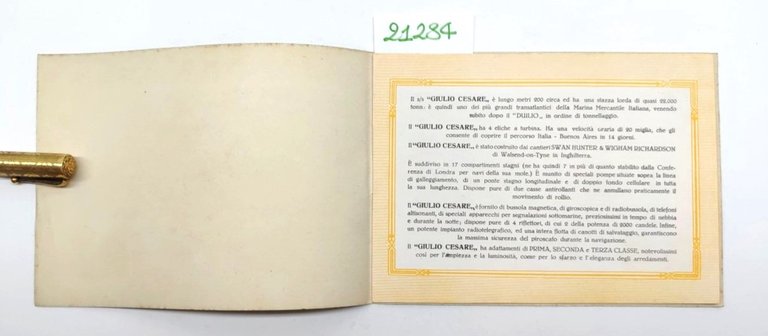 21284
Il p/s "GIULIO CESARE„ è lungo metri 200 circa ed ha una stazza lorda di quasi 22.000
tonn. è quindi uno dei più grandi transatlantici della Marina Mercantile Italiana, venendo
subito dopo il "DUILIO„ in ordine di tonnellaggio.
Il "GIULIO CESARE„ ha 4 eliche a turbina. Ha una velocità oraria di 20 miglia, che gli
consente di coprire il percorso Italia - Buenos Aires in 14 giorni.
Il "GIULIO CESARE„ è stato costruito dai cantieri SWAN HUNTER & WIGHAM RICHARDSON
di Walsend-on-Tyne in Inghilterra.
È suddiviso in 17 compartimenti stagni (ne ha quindi 7 in più di quanto stabilito dalla Confe-
renza di Londra per navi della sua mole.) È munito di speciali pompe situate sopra la linea
di galleggiamento, di un ponte stagno longitudinale e di doppio fondo cellulare in tutta
la sua lunghezza. Dispone pure di due casse antirollanti che ne annullano praticamente il
movimento di rollio.
Il "GIULIO CESARE„ è fornito di bussola magnetica, di giroscopica e di radiobussola, di telefoni
altisonanti, di speciali apparecchi per segnalazioni sottomarine, preziosissimi in tempo di nebbia
e durante la notte; dispone pure di 4 riflettori, di cui 2 della potenza di 2000 candele. Infine,
un potente impianto radiotelegrafico, ed una intera flotta di canotti di salvataggio, garantiscono
la massima sicurezza del piroscafo durante la navigazione.
Il "GIULIO CESARE„ ha adattamenti di PRIMA, SECONDA e TERZA CLASSE, notevolissimi
così per l'ampiezza e la luminosità, come per lo sfarzo e l'eleganza degli arredamenti.